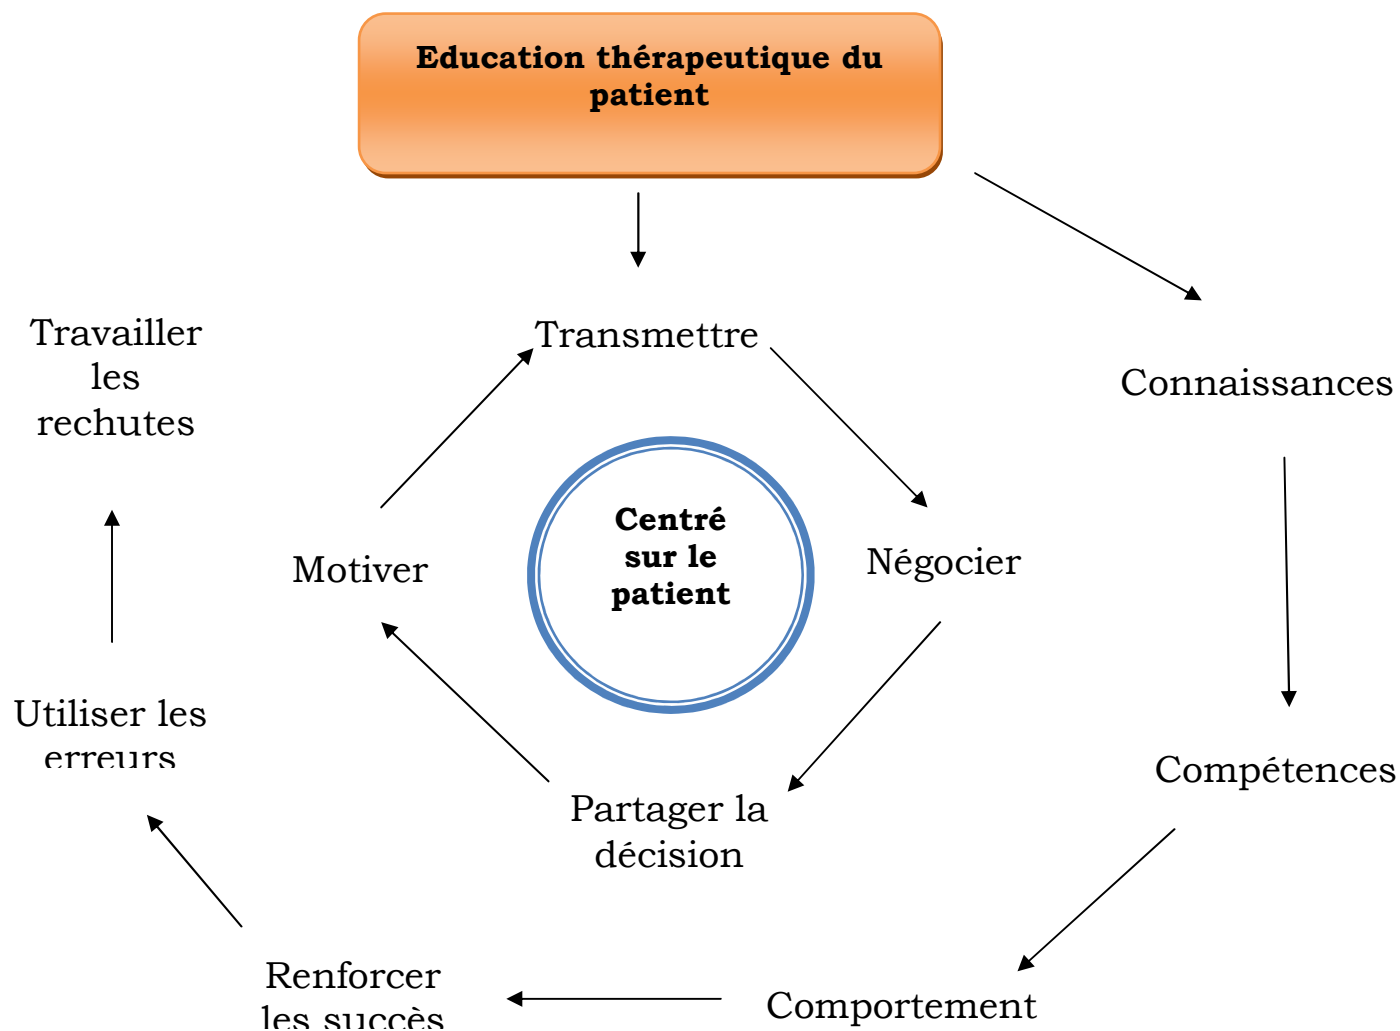 Education thérapeutique du
patient
Transmettre
Travailler
les
rechutes
Connaissances
Centré
sur le
patient
Motiver
Négocier
Utiliser les
erreurs
Compétences
Partager la
décision
Renforcer
les succès
Comportement